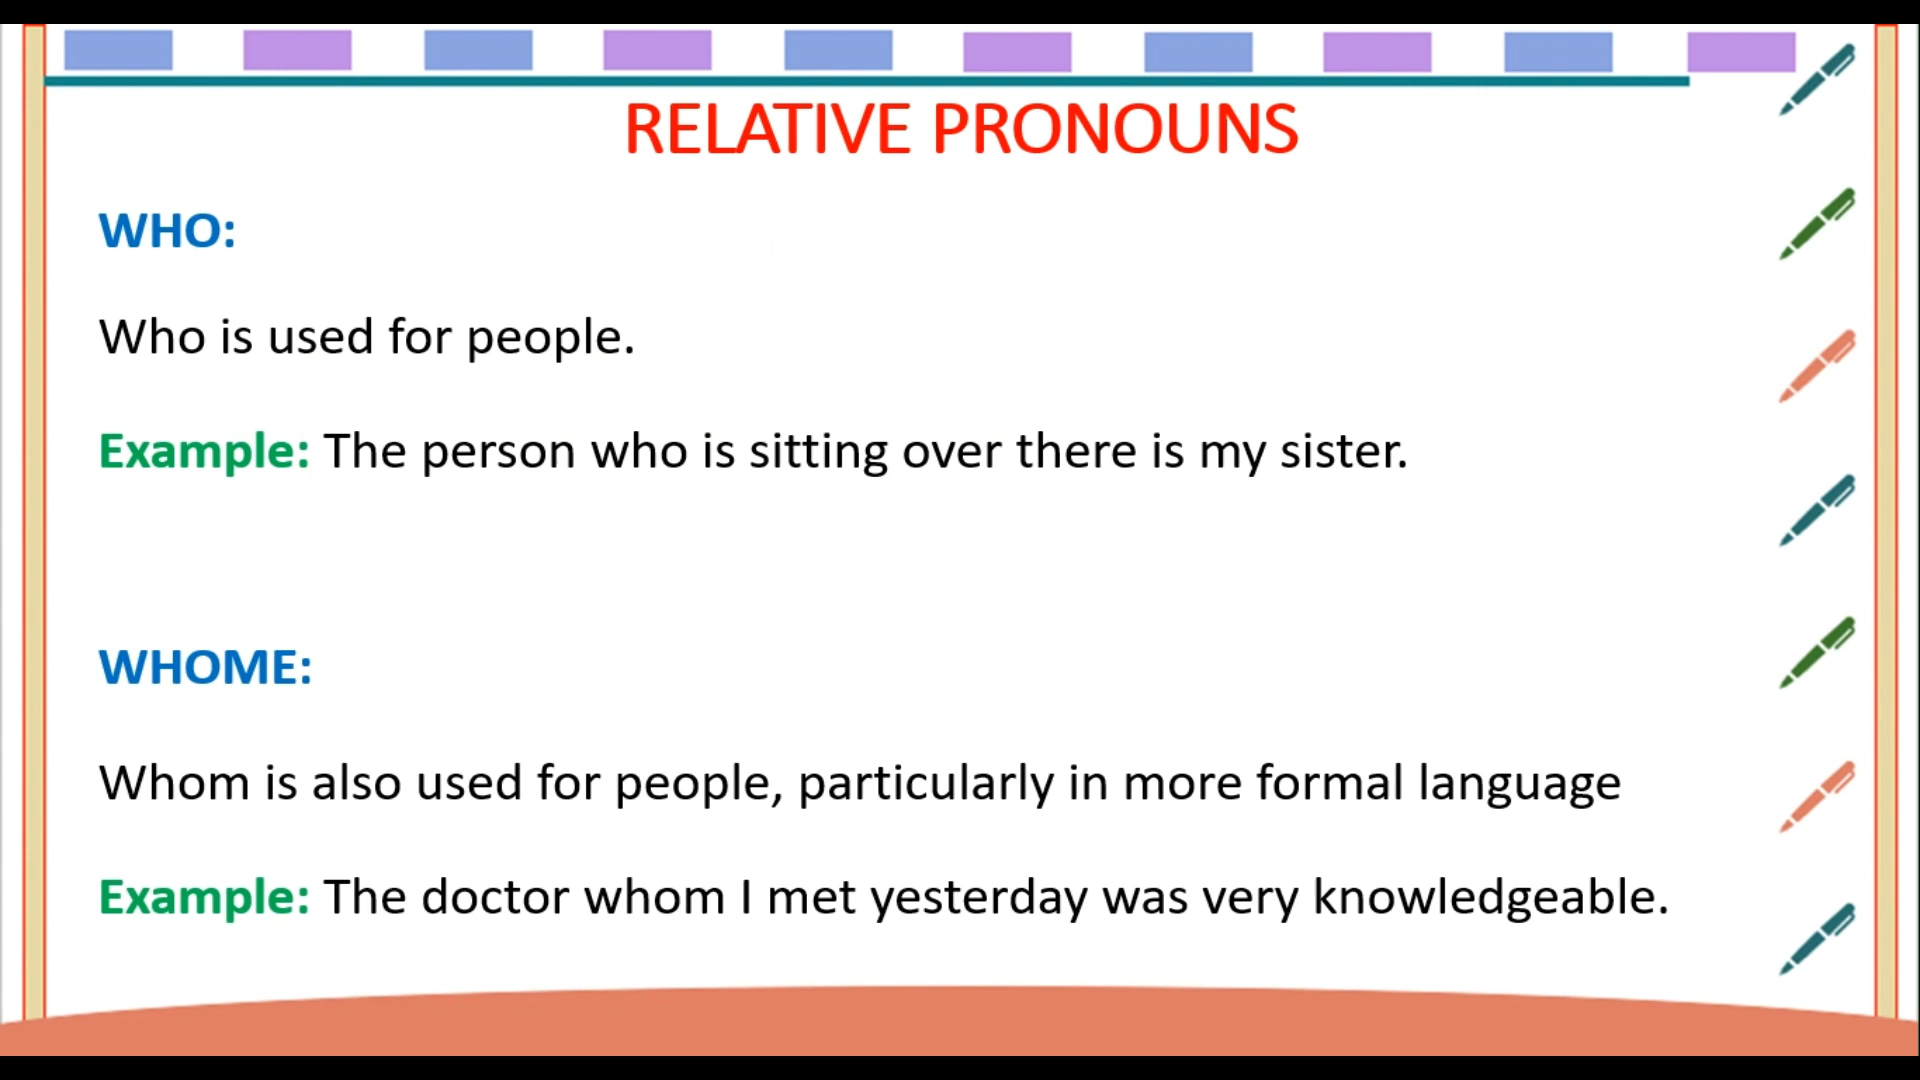 RELATIVE PRONOUNS
WHO:
Who is used for people.
Example: The person who is sitting over there is my sister.
WHOME:
Whom is also used for people, particularly in more formal language
Example: The doctor whom I met yesterday was very knowledgeable.